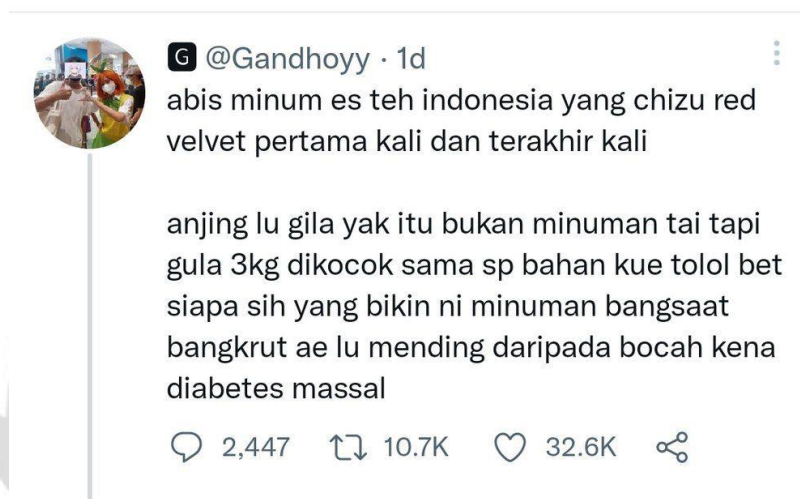 G @Gandhoyy · 1d
abis minum es teh indonesia yang chizu red
velvet pertama kali dan terakhir kali
anjing lu gila yak itu bukan minuman tai tapi
gula 3kg dikocok sama sp bahan kue tolol bet
siapa sih yang bikin ni minuman bangsaat
bangkrut ae lu mending daripada bocah kena
diabetes massal
2,447 10.7K 32.6K